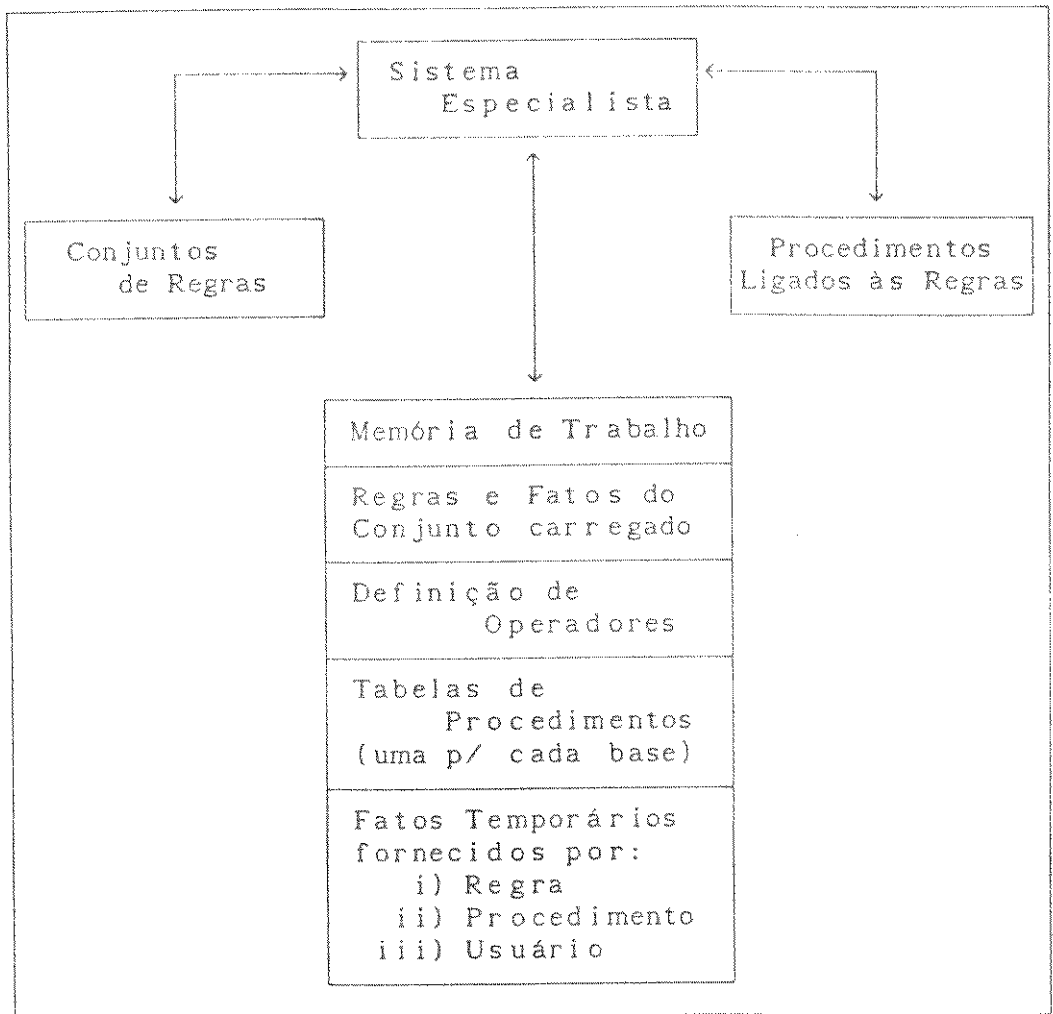 Sistema
Especialista
Conjuntos
de Regras
Procedimentos
Ligados às Regras
Memória de Trabalho
Regras e Fatos do
Conjunto carregado
Definição de
Operadores
Tabelas de
Procedimentos
(uma p/ cada base)
Fatos Temporários
fornecidos por:
i) Regra
ii) Procedimento
iii) Usuário